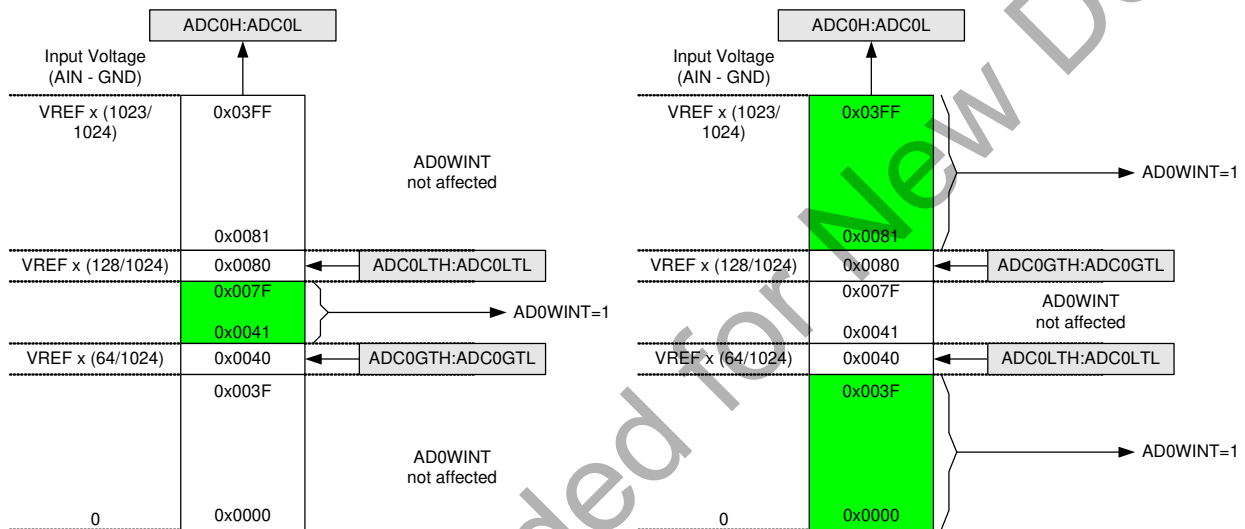 ADC0H:ADC0L
Input Voltage
(AIN - GND)
VREF x (1023/
1024)
0x03FF
AD0WINT
not affected
0x0081
VREF x (128/1024)
0x0080
ADC0LTH:ADC0LTL
0x007F
AD0WINT=1
0x0041
VREF x (64/1024)
0x0040
ADC0GTH:ADC0GTL
0x003F
AD0WINT
not affected
0
0x0000
ADC0H:ADC0L
Input Voltage
(AIN - GND)
VREF x (1023/
1024)
0x03FF
AD0WINT=1
0x0081
VREF x (128/1024)
0x0080
ADC0GTH:ADC0GTL
0x007F
AD0WINT
not affected
0x0041
VREF x (64/1024)
0x0040
ADC0LTH:ADC0LTL
0x003F
AD0WINT=1
0
0x0000
ded for New D